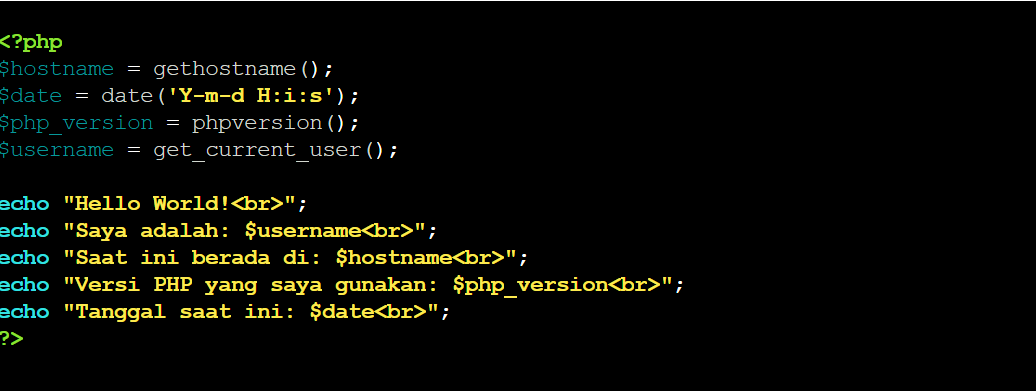 <?php
$hostname = gethostname();
$date = date('Y-m-d H:i:s');
$php_version = phpversion();
$username = get_current_user();
echo "Hello World!<br>";
echo "Saya adalah: $username<br>";
echo "Saat ini berada di: $hostname<br>";
echo "Versi PHP yang saya gunakan: $php_version<br>";
echo "Tanggal saat ini: $date<br>";
?>